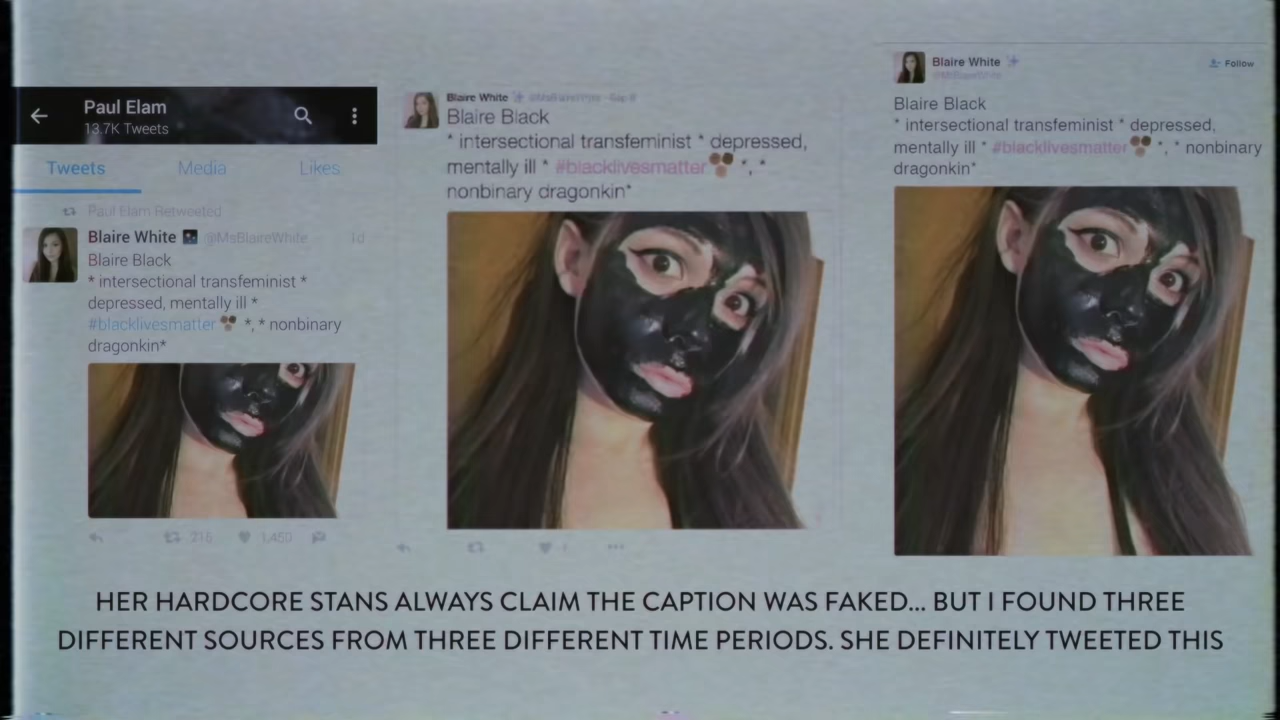 Paul Elam
13.7K Tweets
Tweets Media Likes
Paul Elam Retweeted
Blaire White @MsBlaireWhite 1d
Blaire Black
* intersectional transfeminist *
depressed, mentally ill *
#blacklivesmatter *,* nonbinary
dragonkin*
215 1,450
Blaire White
Blaire Black
* intersectional transfeminist * depressed,
mentally ill * #blacklivesmatter *, *
nonbinary dragonkin*
Blaire White
Follow
Blaire Black
* intersectional transfeminist * depressed,
mentally ill * #blacklivesmatter *, * nonbinary
dragonkin*
HER HARDCORE STANS ALWAYS CLAIM THE CAPTION WAS FAKED... BUT I FOUND THREE
DIFFERENT SOURCES FROM THREE DIFFERENT TIME PERIODS. SHE DEFINITELY TWEETED THIS